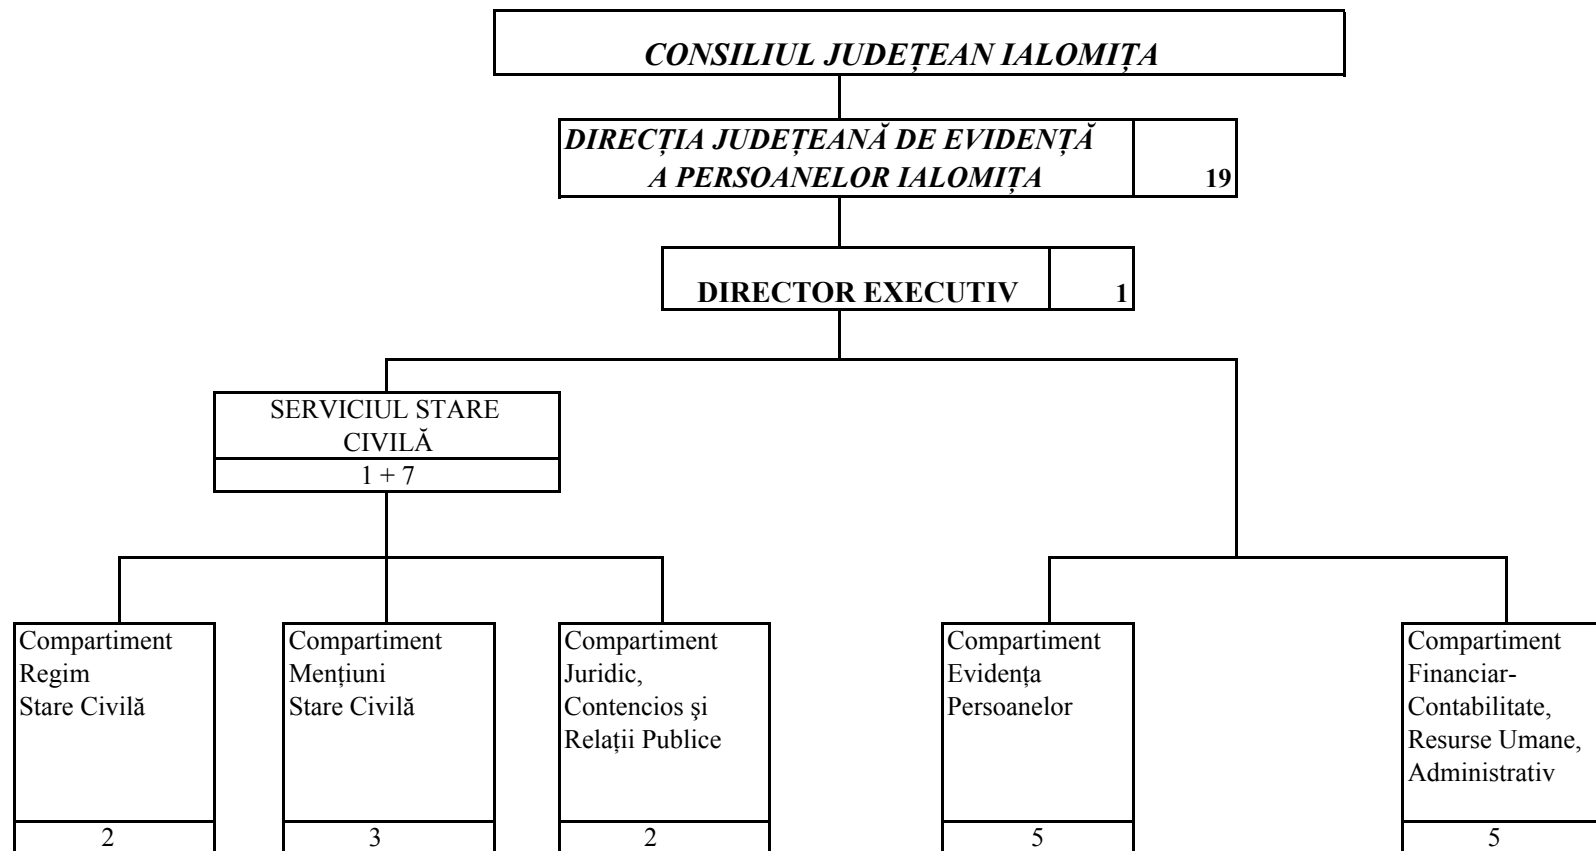 CONSILIUL JUDEȚEAN IALOMIȚA
DIRECȚIA JUDEȚEANĂ DE EVIDENȚĂ
A PERSOANELOR IALOMIȚA
19
DIRECTOR EXECUTIV
1
SERVICIUL STARE
CIVILĂ
1 + 7
Compartiment
Regim
Stare Civilă
2
Compartiment
Mențiuni
Stare Civilă
3
Compartiment
Juridic,
Contencios şi
Relații Publice
2
Compartiment
Evidența
Persoanelor
5
Compartiment
Financiar-
Contabilitate,
Resurse Umane,
Administrativ
5